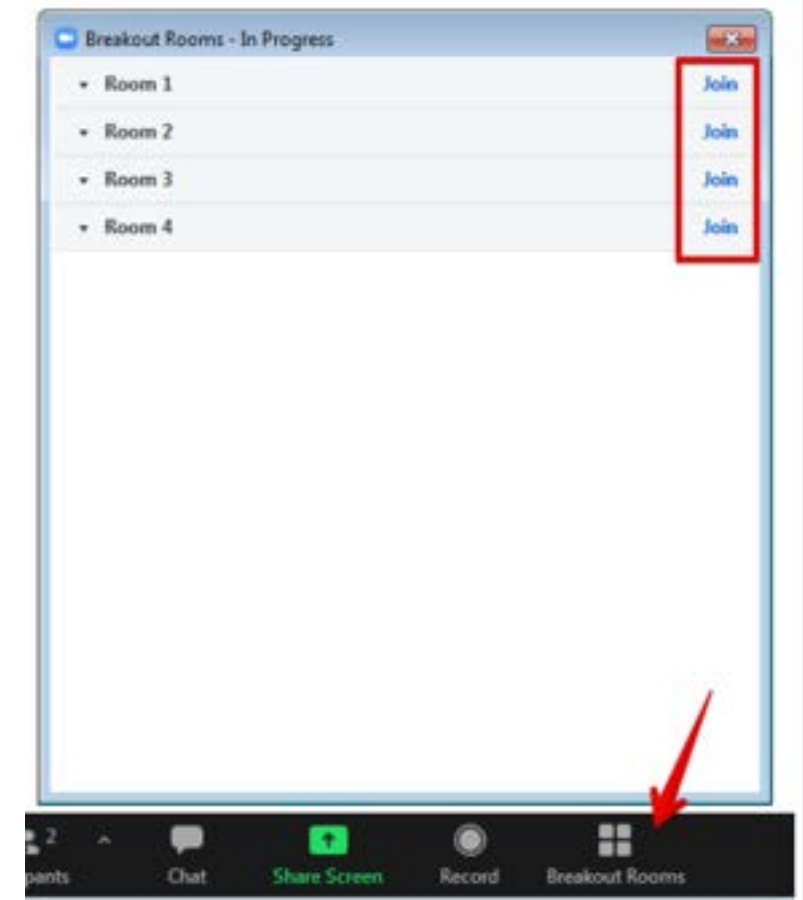 Breakout Rooms - In Progress
Room 1 Join
Room 2 Join
Room 3 Join
Room 4 Join
2
pants Chat Share Screen Record Breakout Rooms